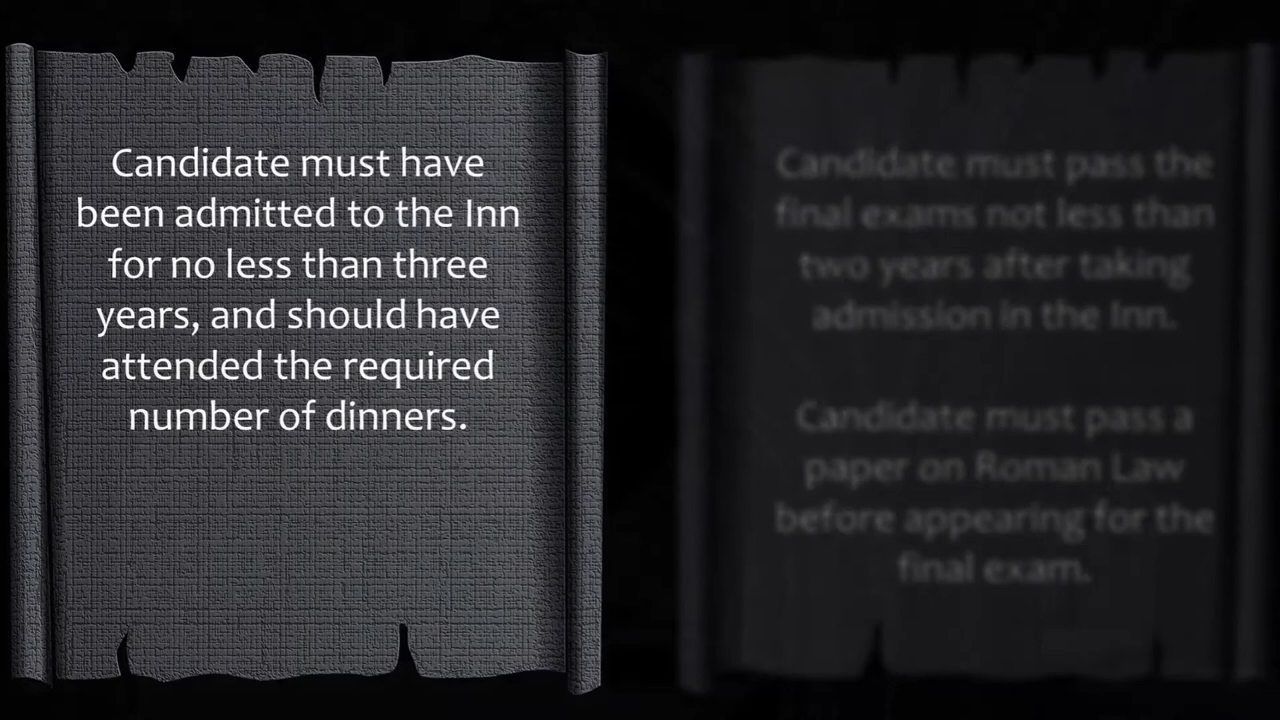 Candidate must have
been admitted to the Inn
for no less than three
years, and should have
attended the required
number of dinners.
Candidate must pass the
final exams not less than
two years after taking
admission in the Inn.
Candidate must pass a
paper on Roman Law
before appearing for the
final exam.